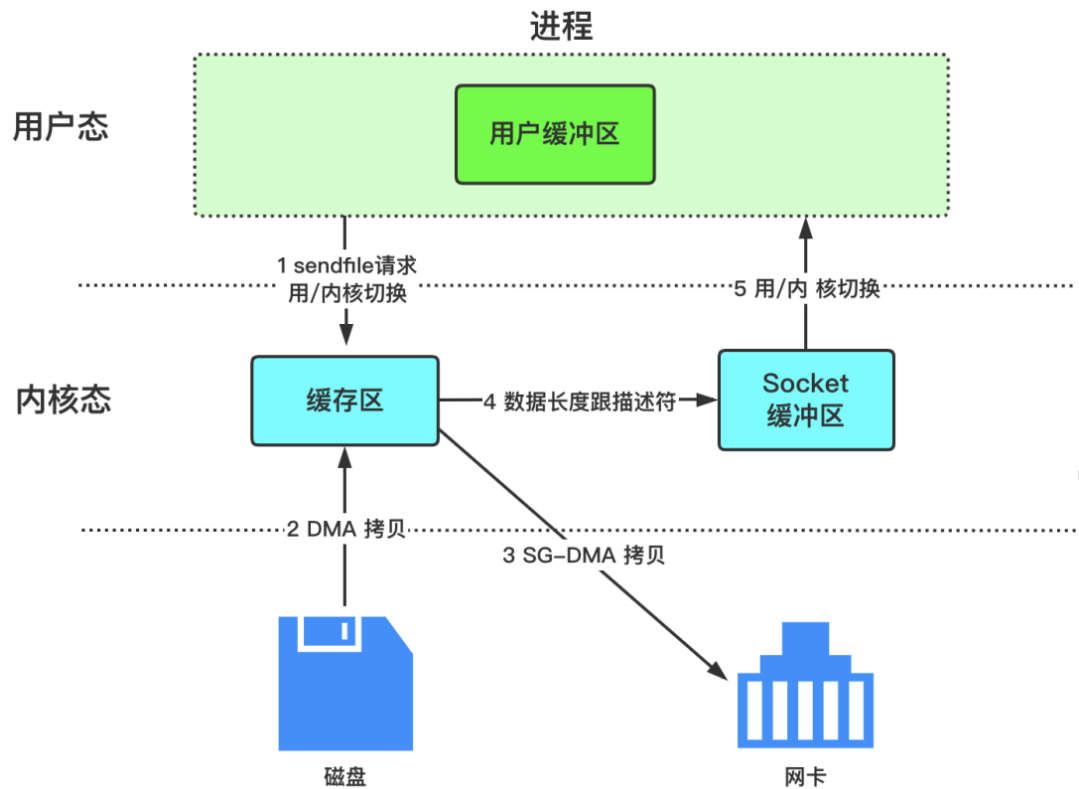 进程
用户态
用户缓冲区
1 sendfile请求
用/内核切换
5 用/内 核切换
内核态
缓存区
4 数据长度跟描述符
Socket
缓冲区
2 DMA 拷贝
3 SG-DMA 拷贝
磁盘
网卡